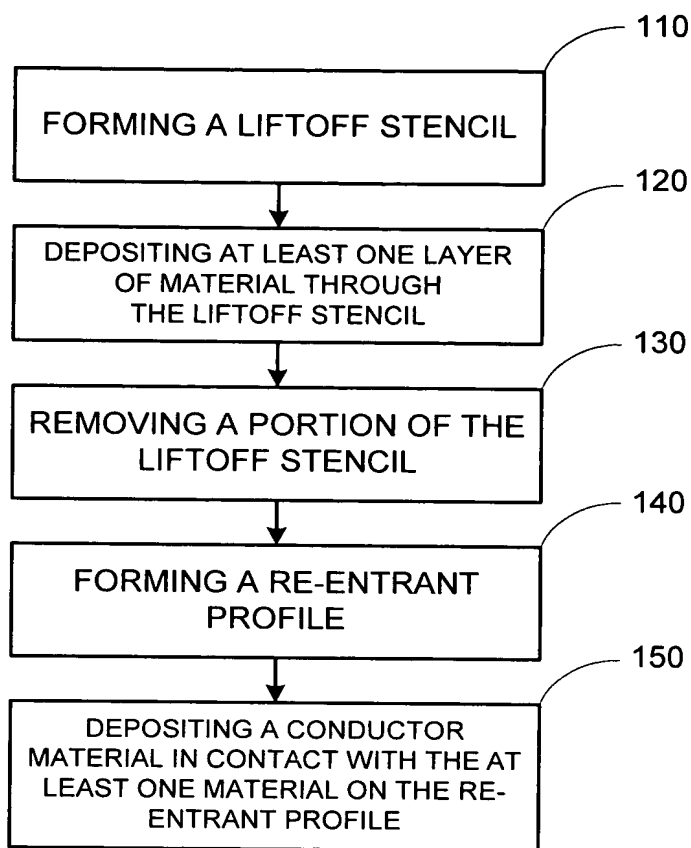 110
FORMING A LIFTOFF STENCIL
120
DEPOSITING AT LEAST ONE LAYER
OF MATERIAL THROUGH
THE LIFTOFF STENCIL
130
REMOVING A PORTION OF THE
LIFTOFF STENCIL
140
FORMING A RE-ENTRANT
PROFILE
150
DEPOSITING A CONDUCTOR
MATERIAL IN CONTACT WITH THE AT
LEAST ONE MATERIAL ON THE RE-
ENTRANT PROFILE